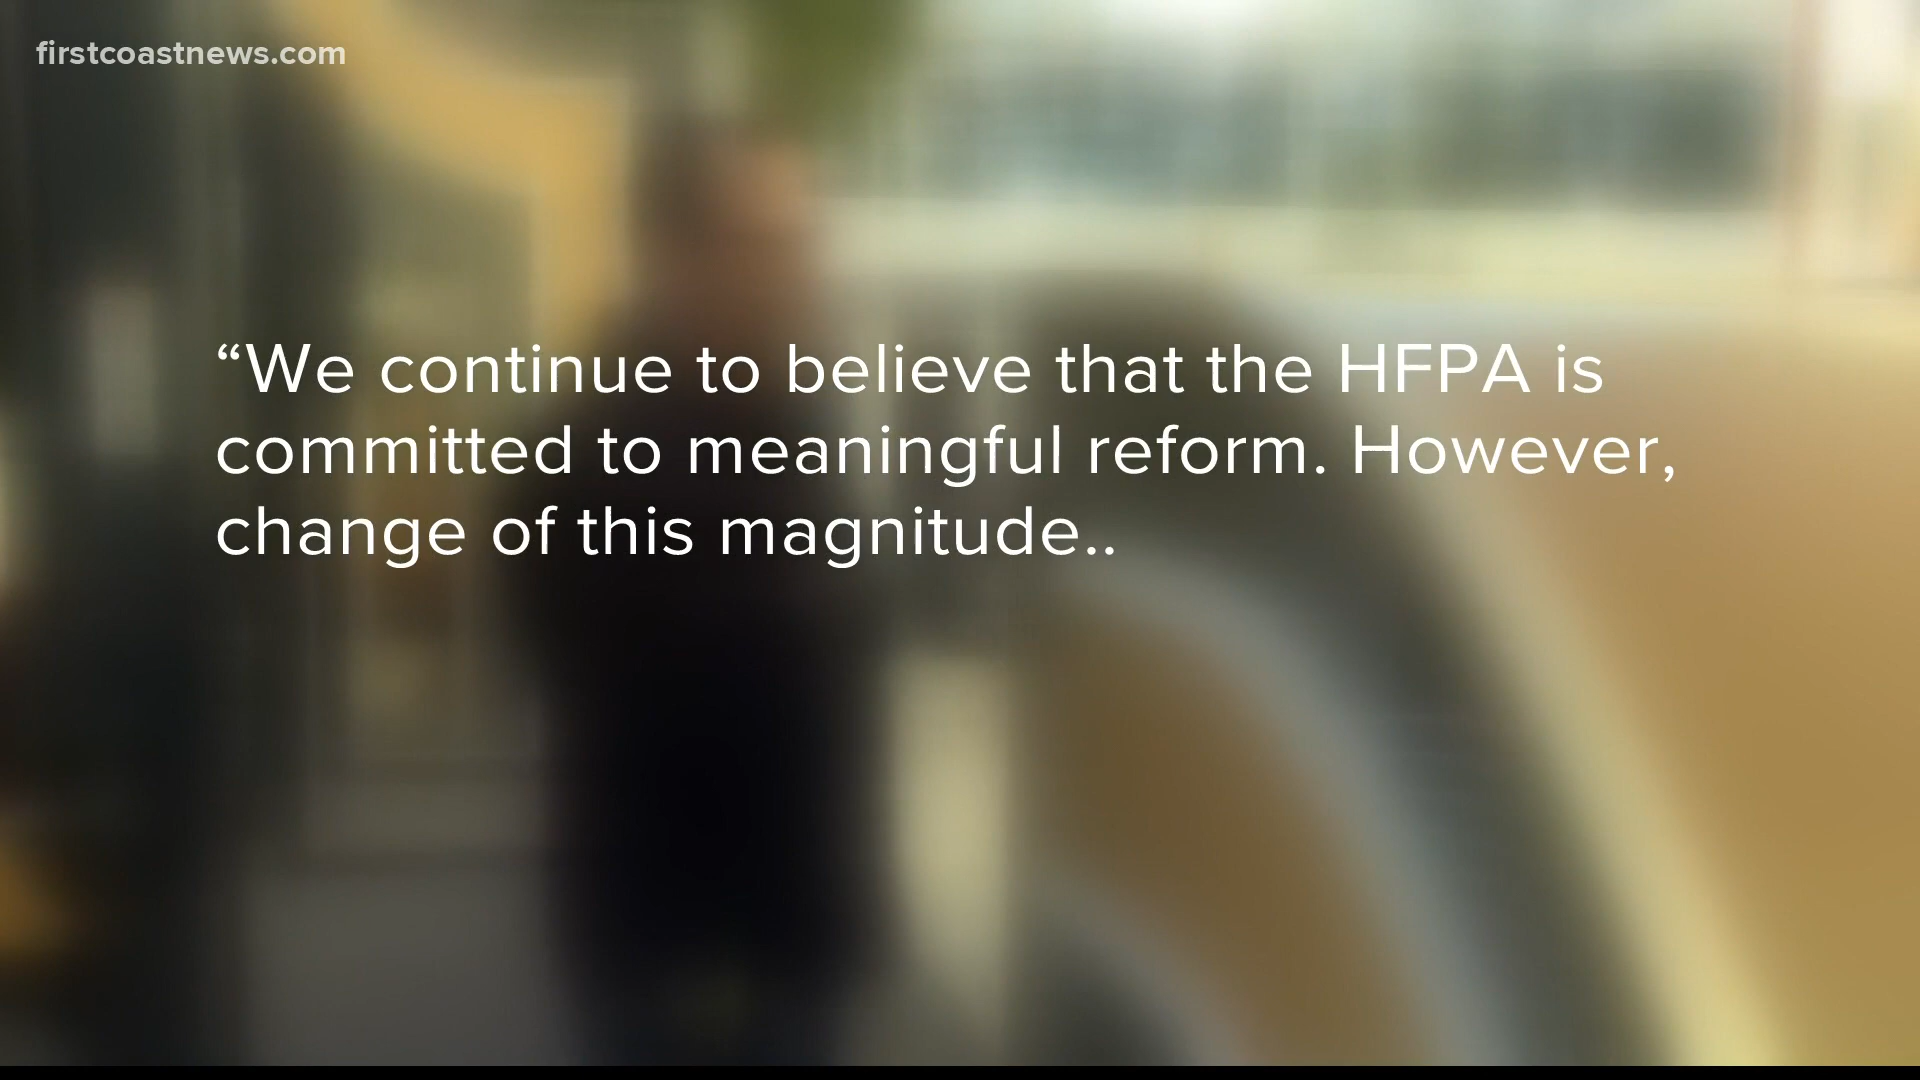 firstcoastnews.com
“We continue to believe that the HFPA is
committed to meaningful reform. However,
change of this magnitude..